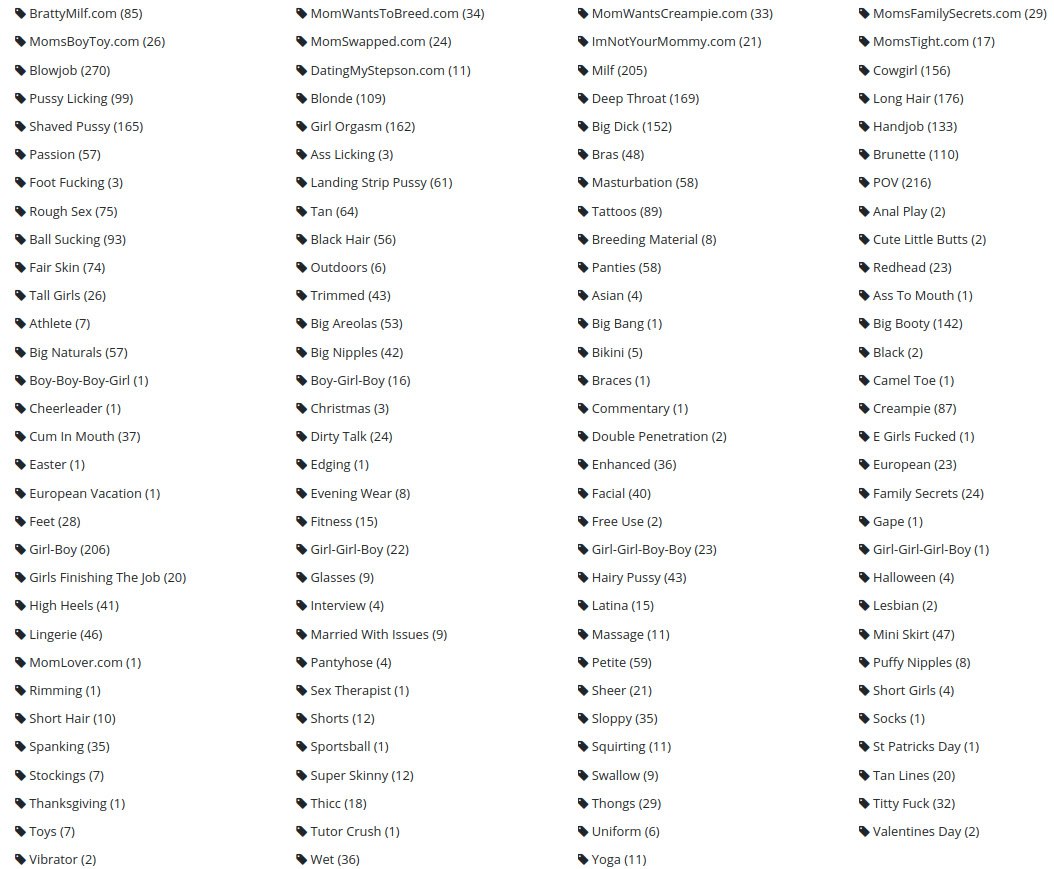 BrattyMilf.com (85) MomWantsToBreed.com (34) MomWantsCreampie.com (33) MomsFamilySecrets.com (29)
MomsBoyToy.com (26) MomSwapped.com (24) ImNotYourMommy.com (21) MomsTight.com (17)
Blowjob (270) DatingMyStepson.com (11) Milf (205) Cowgirl (156)
Pussy Licking (99) Blonde (109) Deep Throat (169) Long Hair (176)
Shaved Pussy (165) Girl Orgasm (162) Big Dick (152) Handjob (133)
Passion (57) Ass Licking (3) Bras (48) Brunette (110)
Foot Fucking (3) Landing Strip Pussy (61) Masturbation (58) POV (216)
Rough Sex (75) Tan (64) Tattoos (89) Anal Play (2)
Ball Sucking (93) Black Hair (56) Breeding Material (8) Cute Little Butts (2)
Fair Skin (74) Outdoors (6) Panties (58) Redhead (23)
Tall Girls (26) Trimmed (43) Asian (4) Ass To Mouth (1)
Athlete (7) Big Areolas (53) Big Bang (1) Big Booty (142)
Big Naturals (57) Big Nipples (42) Bikini (5) Black (2)
Boy-Boy-Boy-Girl (1) Boy-Girl-Boy (16) Braces (1) Camel Toe (1)
Cheerleader (1) Christmas (3) Commentary (1) Creampie (87)
Cum In Mouth (37) Dirty Talk (24) Double Penetration (2) E Girls Fucked (1)
Easter (1) Edging (1) Enhanced (36) European (23)
European Vacation (1) Evening Wear (8) Facial (40) Family Secrets (24)
Feet (28) Fitness (15) Free Use (2) Gape (1)
Girl-Boy (206) Girl-Girl-Boy (22) Girl-Girl-Boy-Boy (23) Girl-Girl-Girl-Boy (1)
Girls Finishing The Job (20) Glasses (9) Hairy Pussy (43) Halloween (4)
High Heels (41) Interview (4) Latina (15) Lesbian (2)
Lingerie (46) Married With Issues (9) Massage (11) Mini Skirt (47)
MomLover.com (1) Pantyhose (4) Petite (59) Puffy Nipples (8)
Rimming (1) Sex Therapist (1) Sheer (21) Short Girls (4)
Short Hair (10) Shorts (12) Sloppy (35) Socks (1)
Spanking (35) Sportsball (1) Squirting (11) St Patricks Day (1)
Stockings (7) Super Skinny (12) Swallow (9) Tan Lines (20)
Thanksgiving (1) Thicc (18) Thongs (29) Titty Fuck (32)
Toys (7) Tutor Crush (1) Uniform (6) Valentines Day (2)
Vibrator (2) Wet (36) Yoga (11)